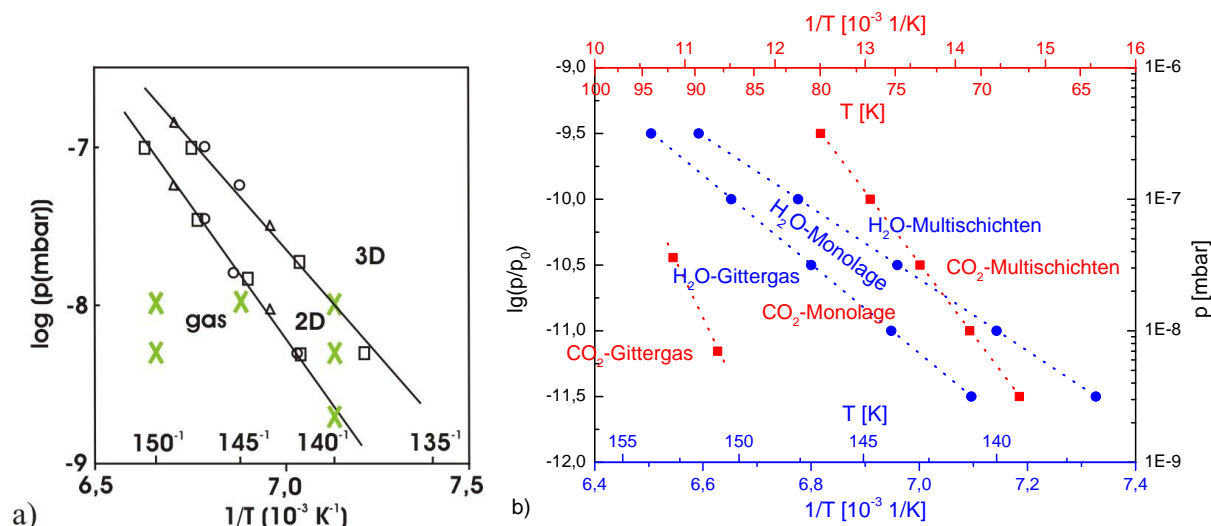 log (p(mbar))
-7
-8
-9
3D
gas
2D
150⁻¹ 145⁻¹ 140⁻¹ 135⁻¹
6,5 7,0 7,5
1/T (10⁻³ K⁻¹)
a)
1/T [10⁻³ 1/K]
10 11 12 13 14 15 16
100 95 90 85 80 75 70 65
T [K]
lg(p/p₀)
-9,0
-9,5
-10,0
-10,5
-11,0
-11,5
-12,0
1E-6
1E-7
1E-8
1E-9
p [mbar]
H₂O-Multischichten
H₂O-Monolage
H₂O-Gittergas
CO₂-Multischichten
CO₂-Monolage
CO₂-Gittergas
T [K]
155 150 145 140
6,4 6,6 6,8 7,0 7,2 7,4
1/T [10⁻³ 1/K]
b)